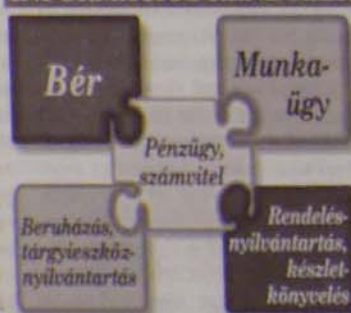 Bér
Munka-
ügy
Pénzügy,
számvitel
Beruházás,
tárgyieszköz-
nyilvántartás
Rendelés-
nyilvántartás,
készlet-
könyvelés